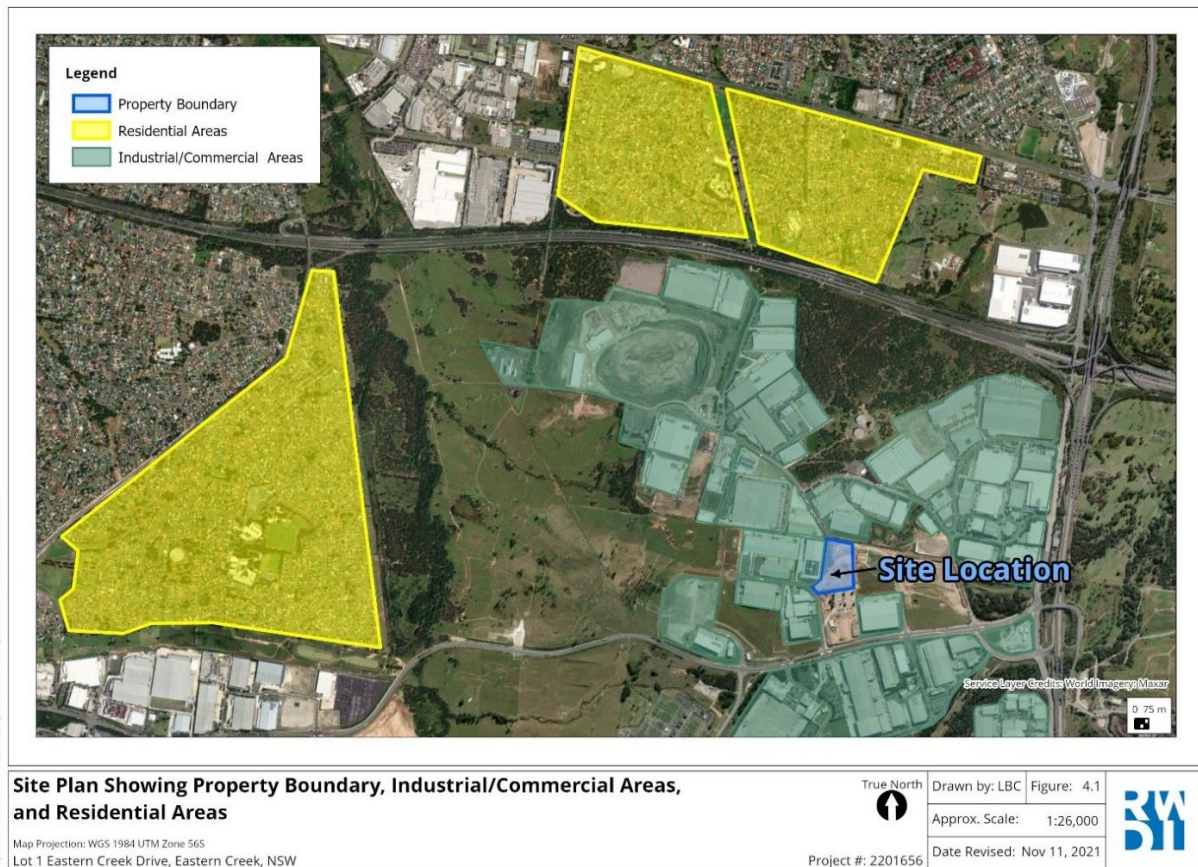 Legend
Property Boundary
Residential Areas
Industrial/Commercial Areas
Site Location
Service Layer Credits: World Imagery: Maxar
0 75 m
Site Plan Showing Property Boundary, Industrial/Commercial Areas,
and Residential Areas
Map Projection: WGS 1984 UTM Zone 56S
Lot 1 Eastern Creek Drive, Eastern Creek, NSW
True North
Project #: 2201656
Drawn by: LBC Figure: 4.1
Approx. Scale: 1:26,000
Date Revised: Nov 11, 2021
RW
DI